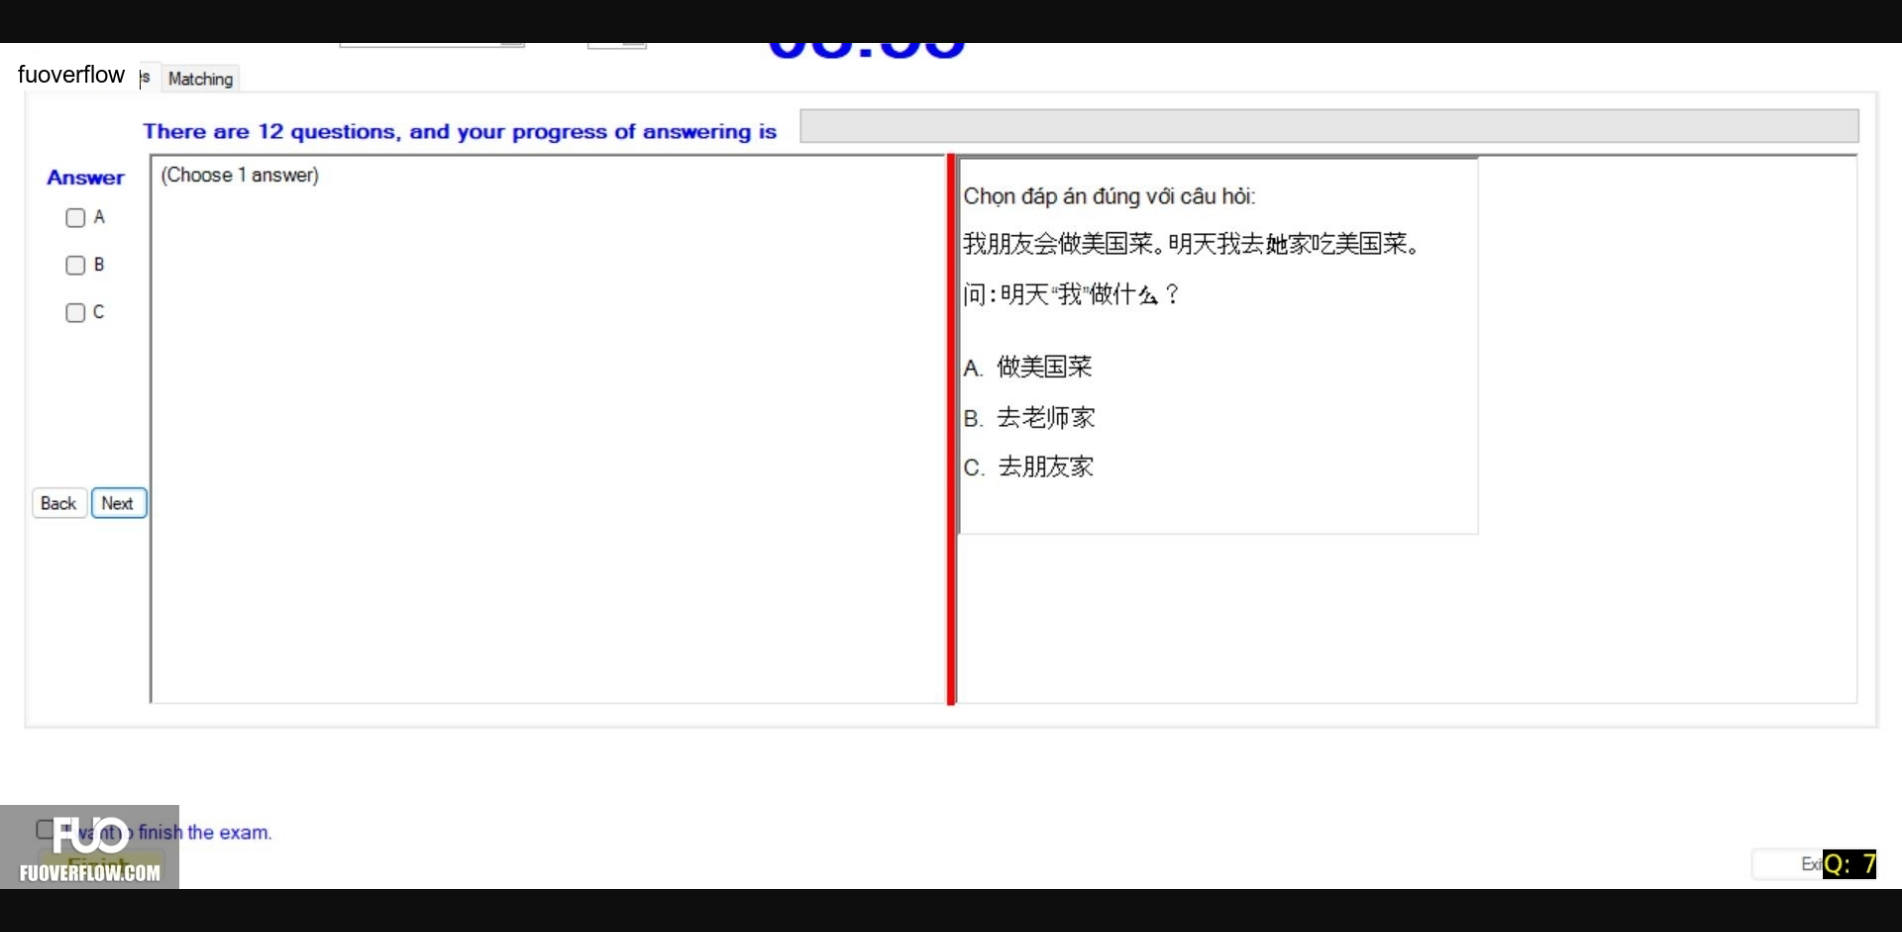 fuoverflow
s Matching
There are 12 questions, and your progress of answering is
Answer
A
B
C
Back Next
(Choose 1 answer)
Chọn đáp án đúng với câu hỏi:
我朋友会做美国菜。明天我去她家吃美国菜。
问：明天“我”做什么？
A. 做美国菜
B. 去老师家
C. 去朋友家
want to finish the exam.
FUO
FUOVERFLOW.COM
Q: 7